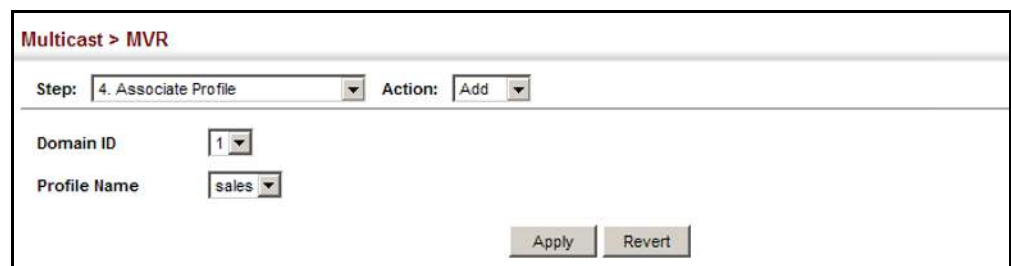 Multicast > MVR
Step: 4. Associate Profile Action: Add
Domain ID 1
Profile Name sales
Apply Revert